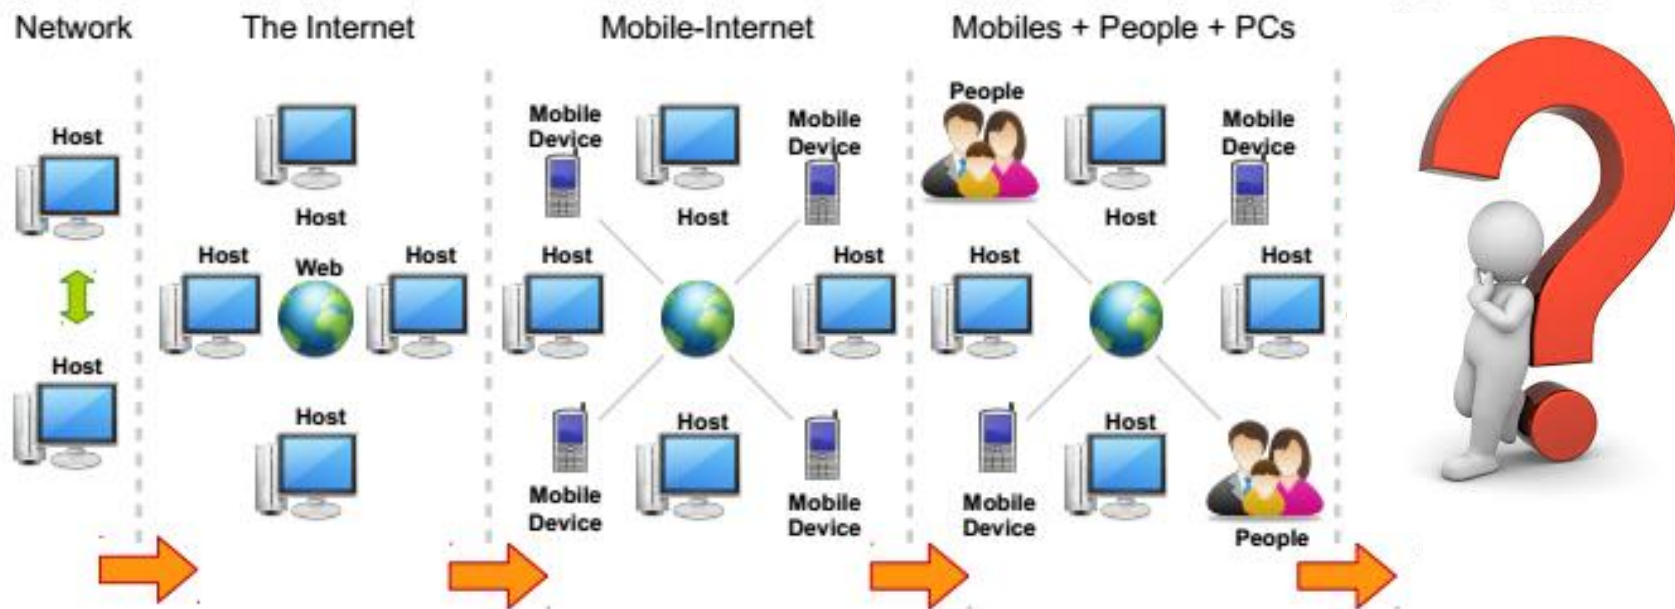 Network
The Internet
Mobile-Internet
Mobiles + People + PCs
Host
Host
Host
Host
Web
Host
Host
Mobile
Device
Host
Mobile
Device
Host
Host
Mobile
Device
Host
Mobile
Device
People
Host
Mobile
Device
Host
Host
Mobile
Device
Host
People